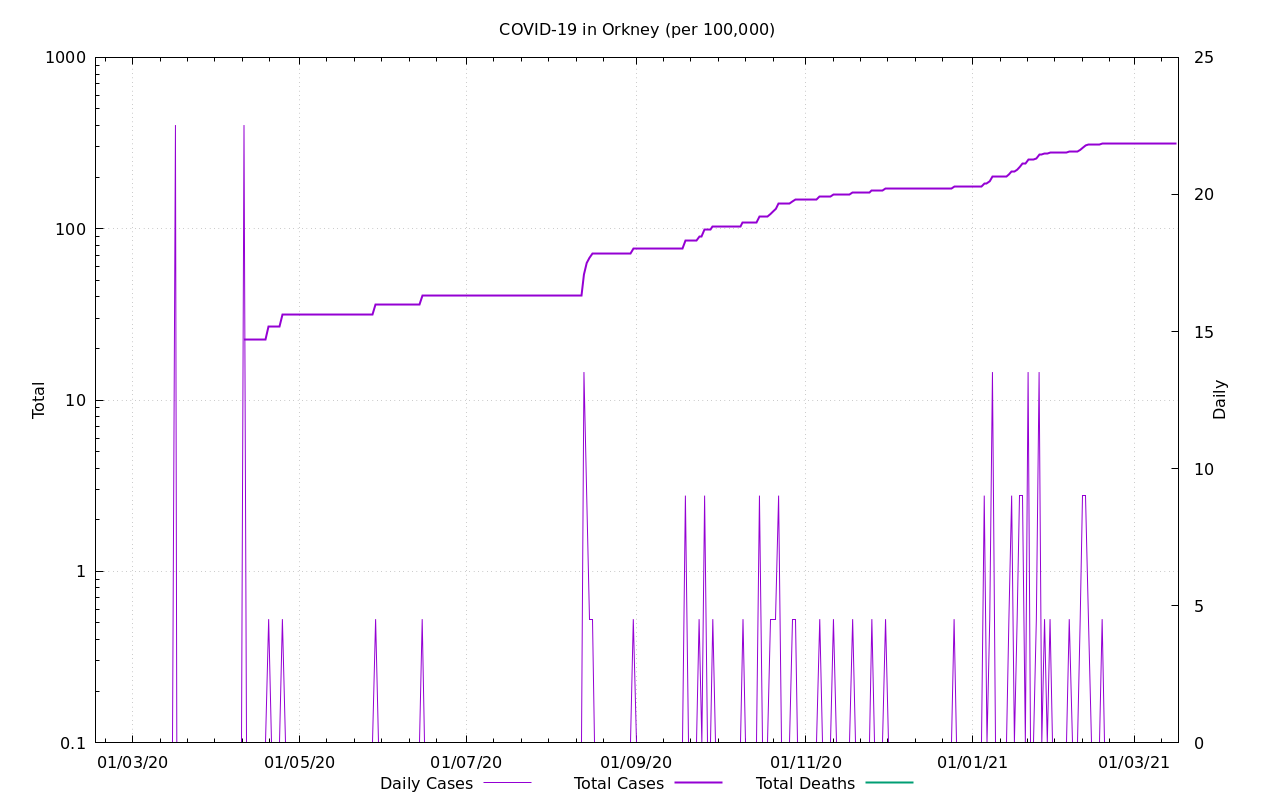 COVID-19 in Orkney (per 100,000)
1000
100
10
1
0.1
Total
25
20
15
10
5
0
Daily
01/03/20 01/05/20 01/07/20 01/09/20 01/11/20 01/01/21 01/03/21
Daily Cases Total Cases Total Deaths